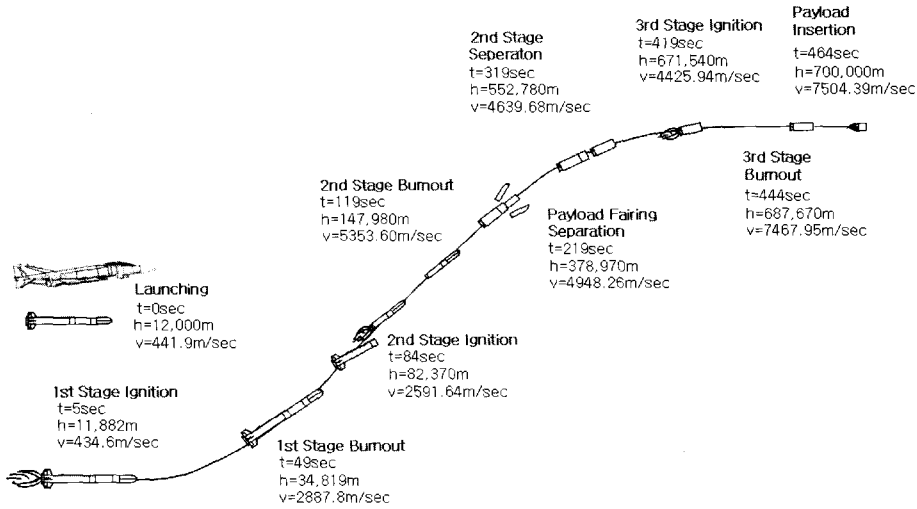 Launching
t=0sec
h=12,000m
v=441.9m/sec
1st Stage Ignition
t=5sec
h=11,882m
v=434.6m/sec
1st Stage Burnout
t=49sec
h=34,819m
v=2887.8m/sec
2nd Stage Ignition
t=84sec
h=82,370m
v=2591.64m/sec
2nd Stage Burnout
t=119sec
h=147,980m
v=5353.60m/sec
Payload Fairing
Separation
t=219sec
h=378,970m
v=4948.26m/sec
2nd Stage
Seperaton
t=319sec
h=552,780m
v=4639.68m/sec
3rd Stage Ignition
t=419sec
h=671,540m
v=4425.94m/sec
3rd Stage
Burnout
t=444sec
h=687,670m
v=7467.95m/sec
Payload
Insertion
t=464sec
h=700,000m
v=7504.39m/sec